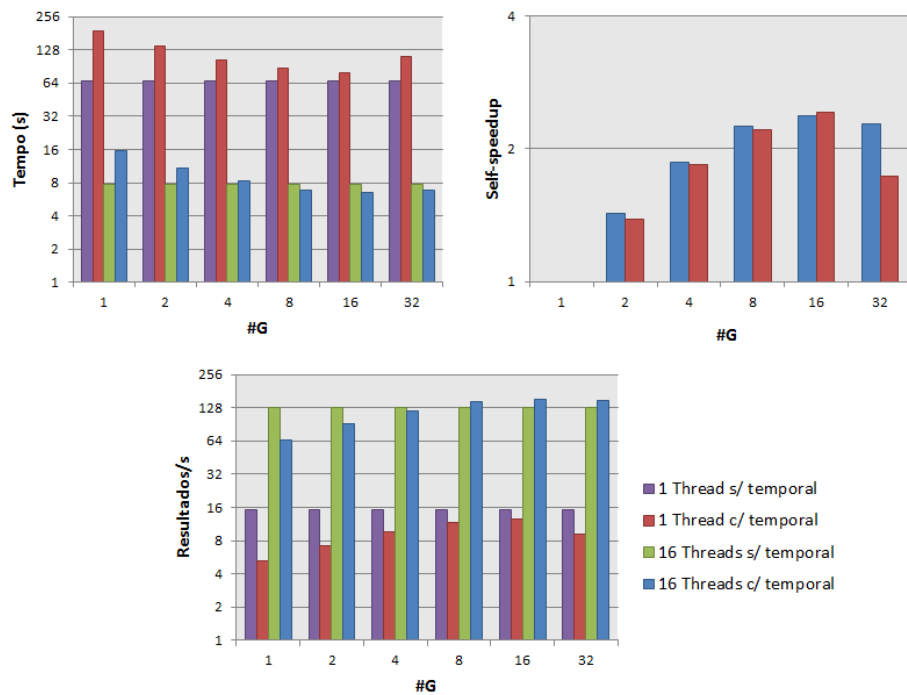 256
128
64
32
16
8
4
2
1
Tempo (s)
1 2 4 8 16 32
#G
4
2
1
Self-speedup
1 2 4 8 16 32
#G
256
128
64
32
16
8
4
2
1
Resultados/s
1 2 4 8 16 32
#G
1 Thread s/ temporal
1 Thread c/ temporal
16 Threads s/ temporal
16 Threads c/ temporal